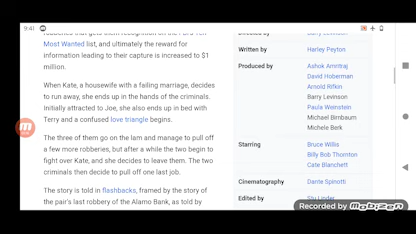 9:41
Directed by Barry Levinson
robberies that gets them recognition on the FBI's Ten
Most Wanted list, and ultimately the reward for
information leading to their capture is increased to $1
million.
When Kate, a housewife with a failing marriage, decides
to run away, she ends up in the hands of the criminals.
Initially attracted to Joe, she also ends up in bed with
Terry and a confused love triangle begins.
The three of them go on the lam and manage to pull off
a few more robberies, but after a while the two begin to
fight over Kate, and she decides to leave them. The two
criminals then decide to pull off one last job.
The story is told in flashbacks, framed by the story of
the pair's last robbery of the Alamo Bank, as told by
Written by Harley Peyton
Produced by Ashok Amritraj
David Hoberman
Arnold Rifkin
Barry Levinson
Paula Weinstein
Michael Birnbaum
Michele Berk
Starring Bruce Willis
Billy Bob Thornton
Cate Blanchett
Cinematography Dante Spinotti
Edited by Stu Linder
Recorded by Mobizen